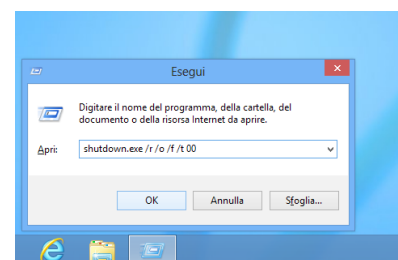 Esegui
Digitare il nome del programma, della cartella, del
documento o della risorsa Internet da aprire.
Apri:
shutdown.exe /r /o /f /t 00
OK
Annulla
Sfoglia...